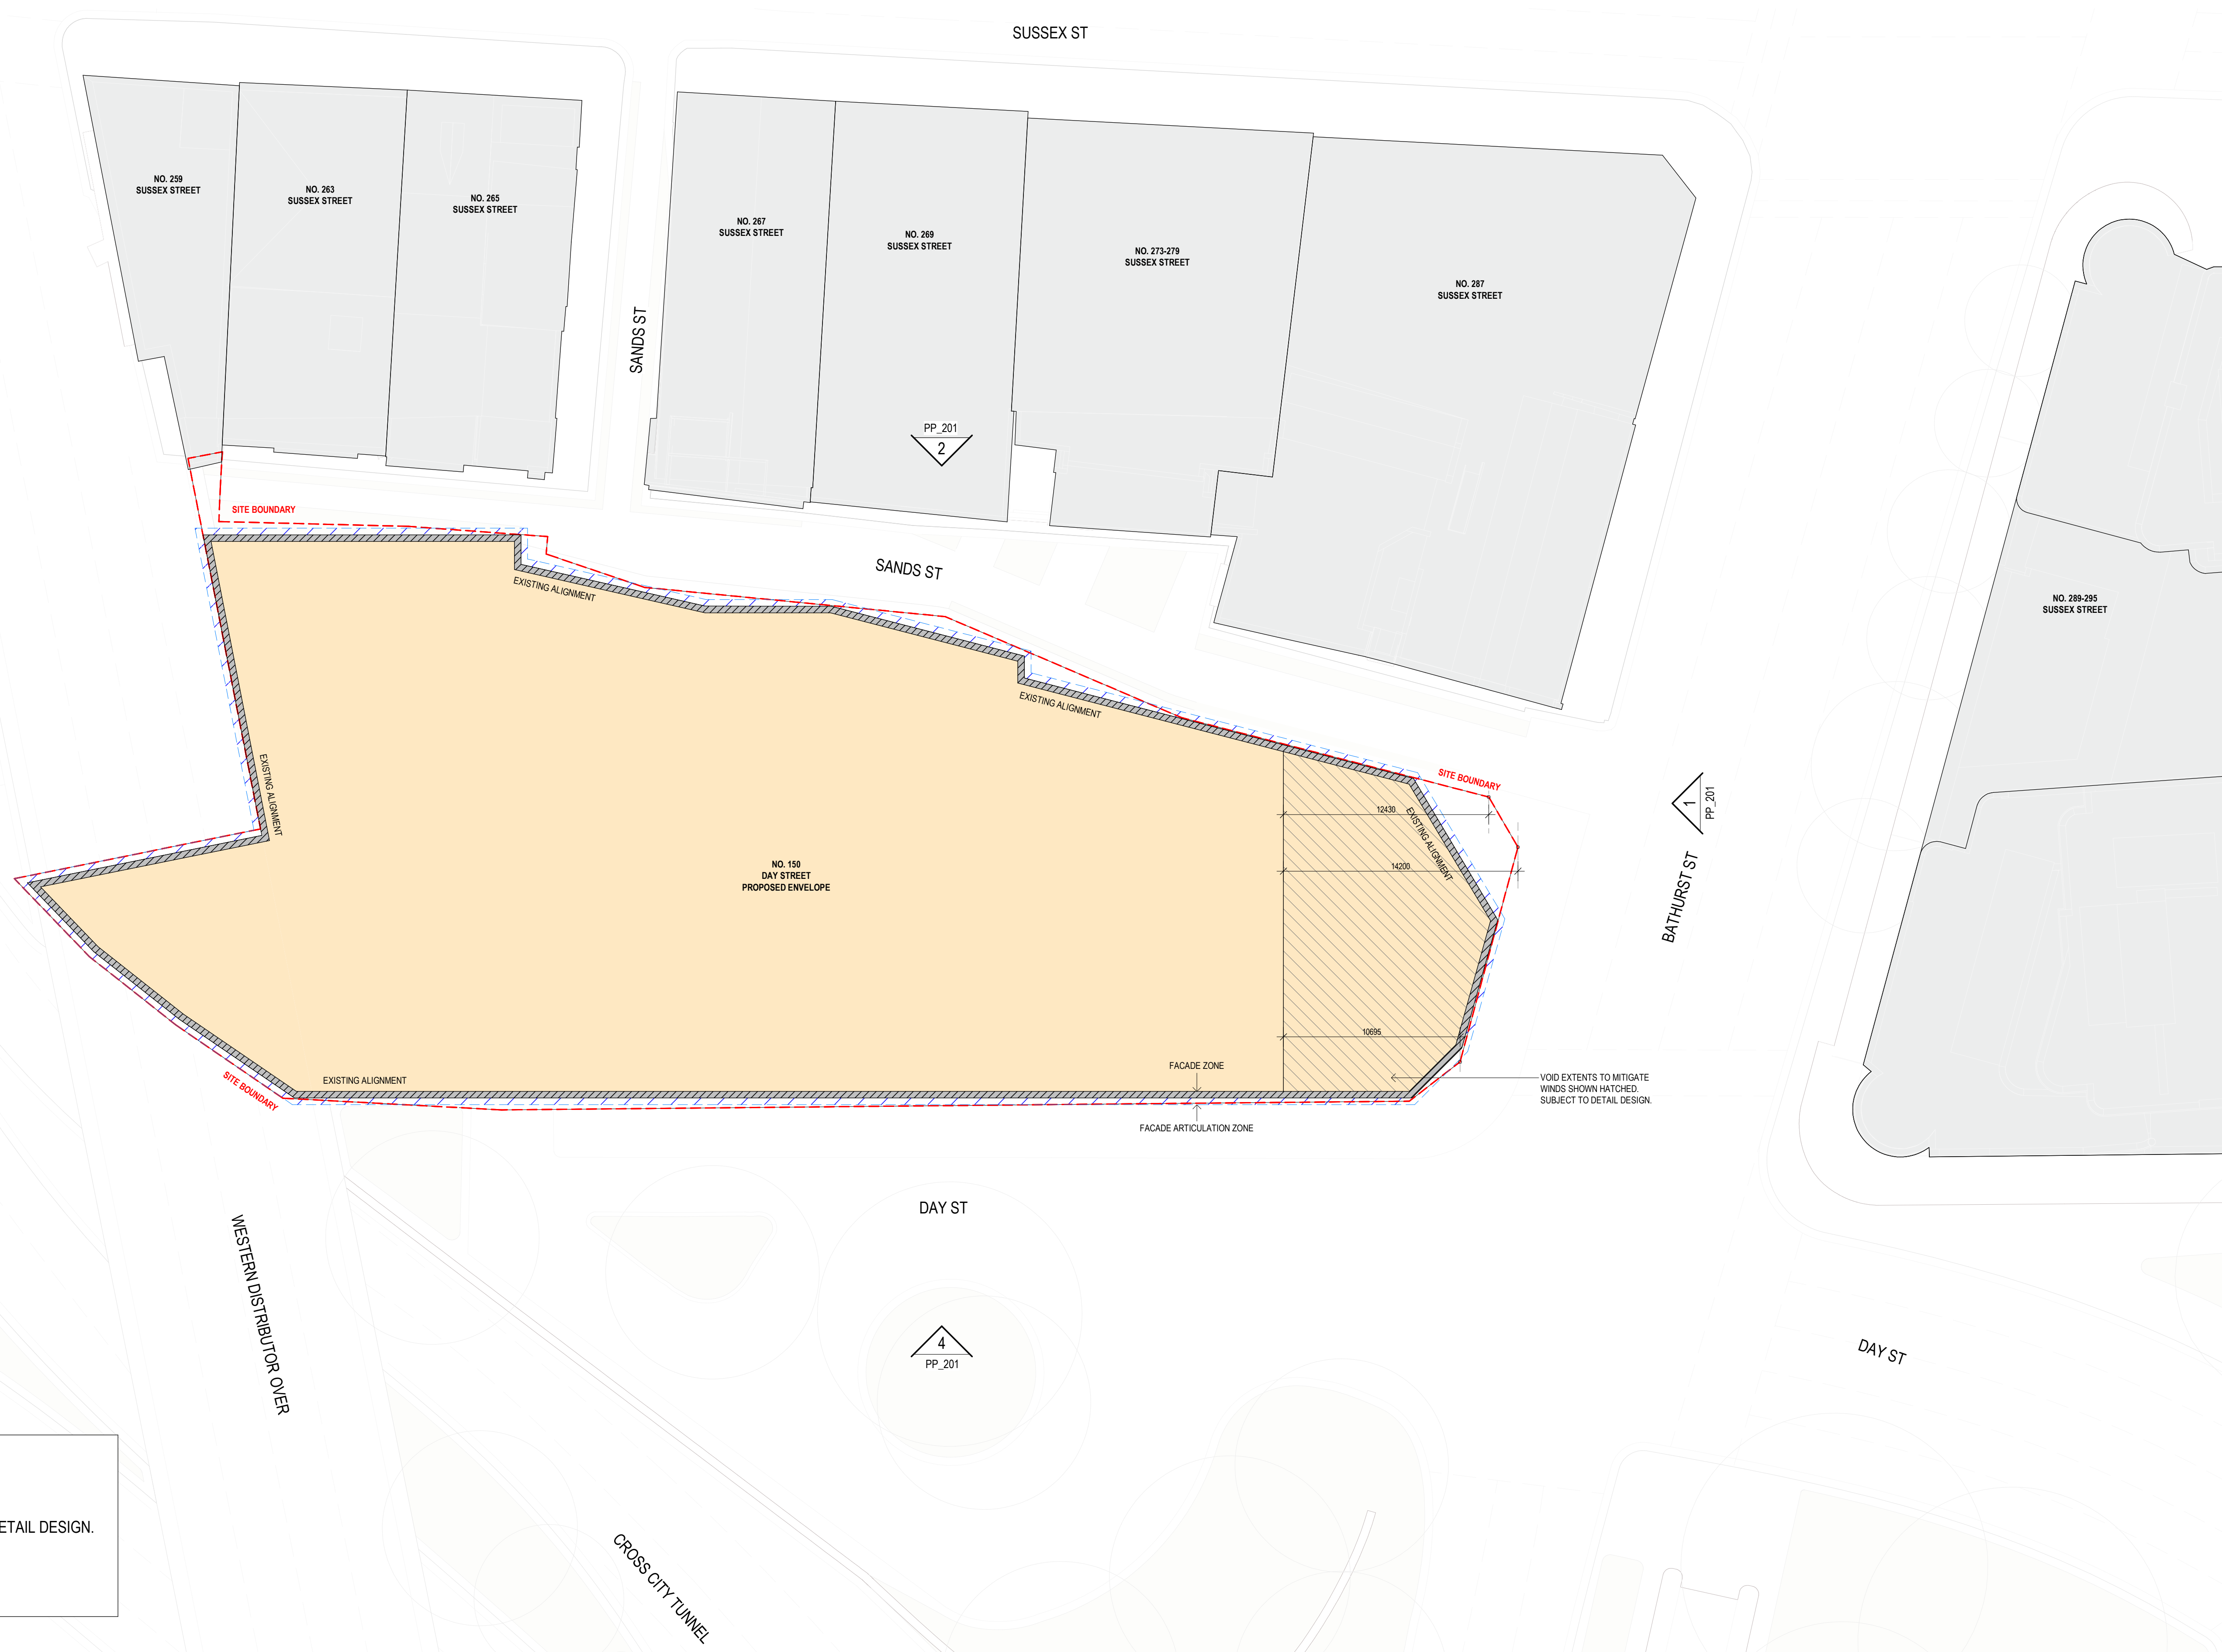 SUSSEX ST
NO. 259
SUSSEX STREET
NO. 263
SUSSEX STREET
NO. 265
SUSSEX STREET
NO. 267
SUSSEX STREET
NO. 269
SUSSEX STREET
NO. 273-279
SUSSEX STREET
NO. 287
SUSSEX STREET
SANDS ST
PP_201
2
SITE BOUNDARY
SANDS ST
EXISTING ALIGNMENT
NO. 289-295
SUSSEX STREET
EXISTING ALIGNMENT
SITE BOUNDARY
EXISTING ALIGNMENT
12430
EXISTING ALIGNMENT
1
PP_201
14200
NO. 150
DAY STREET
PROPOSED ENVELOPE
BATHURST ST
10695
FACADE ZONE
EXISTING ALIGNMENT
SITE BOUNDARY
VOID EXTENTS TO MITIGATE
WINDS SHOWN HATCHED.
SUBJECT TO DETAIL DESIGN.
FACADE ARTICULATION ZONE
DAY ST
WESTERN DISTRIBUTOR OVER
4
PP_201
DAY ST
ETAIL DESIGN.
CROSS CITY TUNNEL